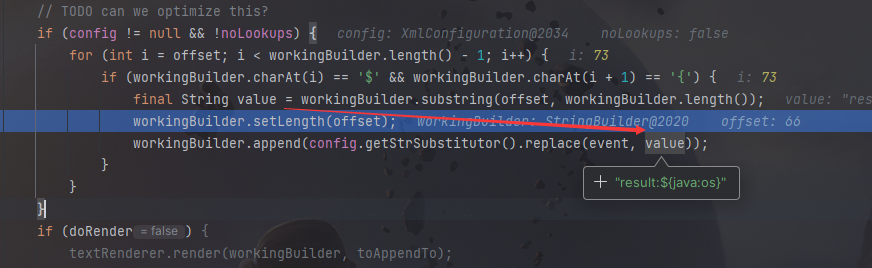 // TODO can we optimize this?
if (config != null && !noLookups) { config: XmlConfiguration@2034 noLookups: false
for (int i = offset; i < workingBuilder.length() - 1; i++) { i: 73
if (workingBuilder.charAt(i) == '$' && workingBuilder.charAt(i + 1) == '{') { i: 73
final String value = workingBuilder.substring(offset, workingBuilder.length()); value: "res
workingBuilder.setLength(offset); workingBuilder: StringBuilder@2020 offset: 66
workingBuilder.append(config.getStrSubstitutor().replace(event, value));
}
+ "result:${java:os}"
}
}
if (doRender = false ) {
textRenderer.render(workingBuilder, toAppendTo);